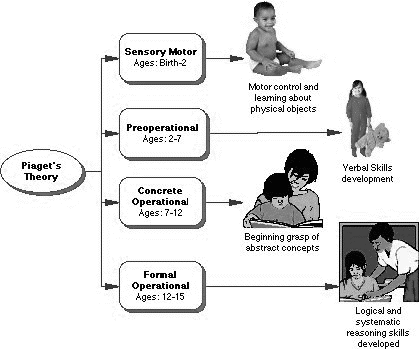 Piaget's
Theory
Sensory Motor
Ages: Birth-2
Motor control and
learning about
physical objects
Preoperational
Ages: 2-7
Verbal Skills
development
Concrete
Operational
Ages: 7-12
Beginning grasp of
abstract concepts
Formal
Operational
Ages: 12-15
Logical and
systematic
reasoning skills
developed